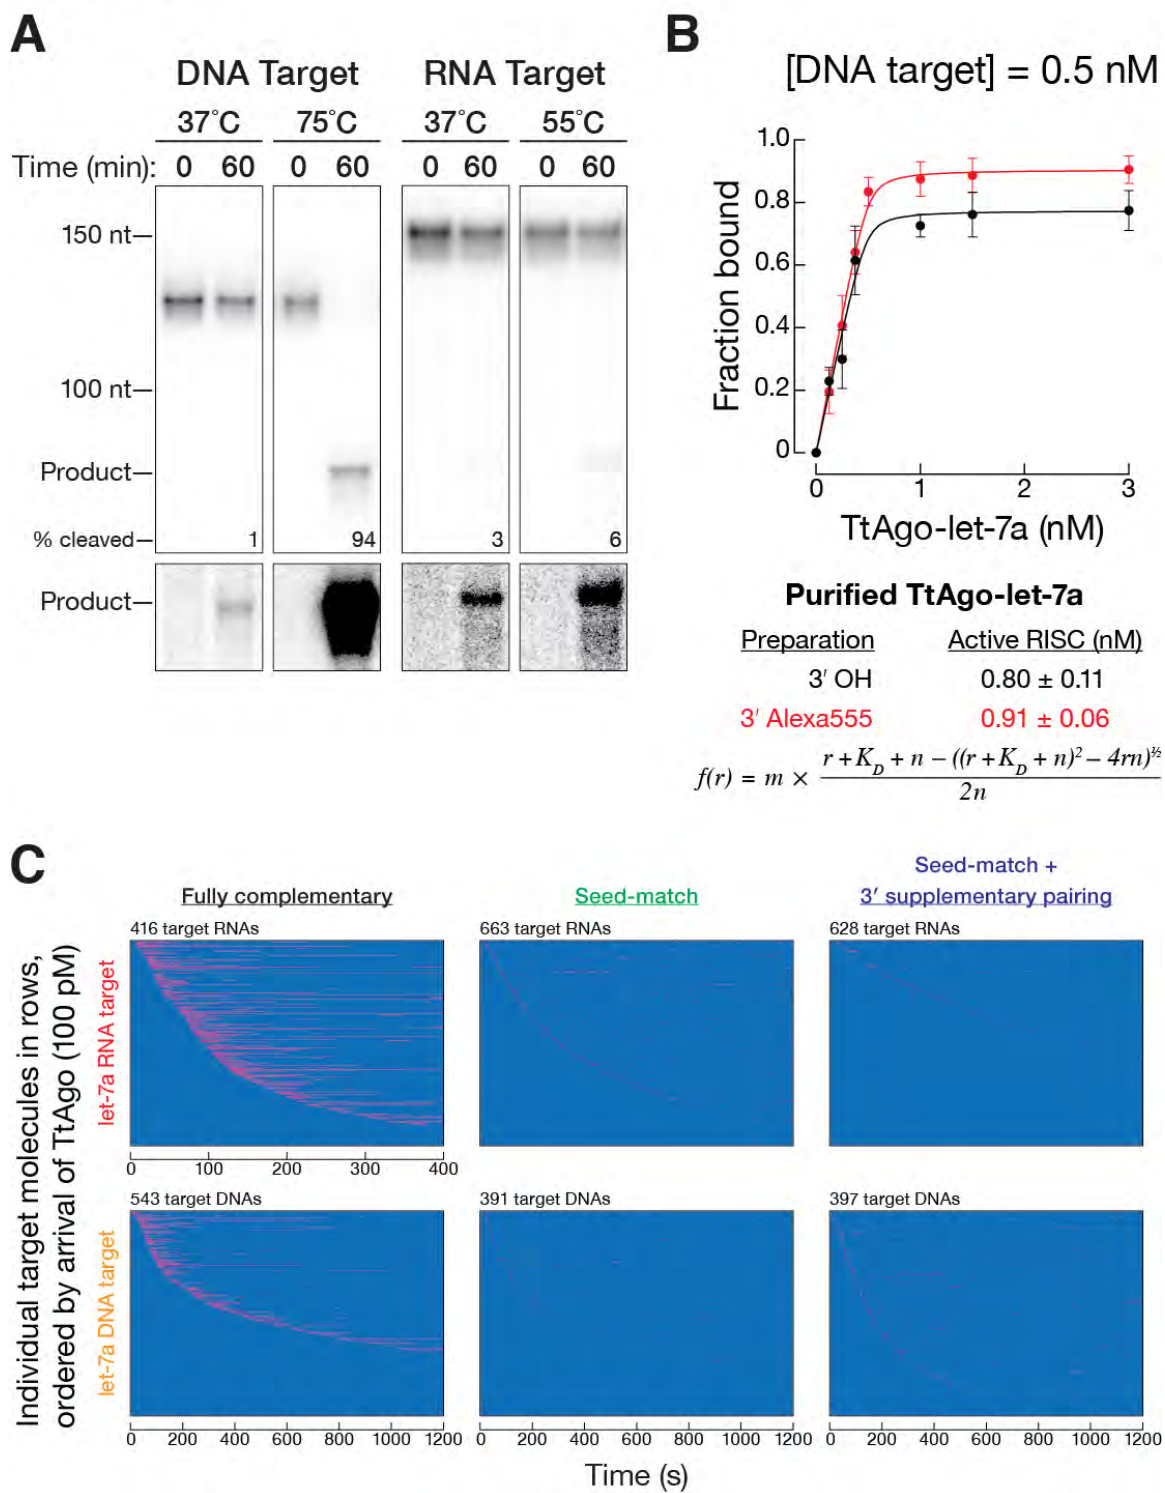 A
DNA Target RNA Target
37°C 75°C 37°C 55°C
Time (min): 0 60 0 60 0 60 0 60
150 nt
100 nt
Product
% cleaved 1 94 3 6
Product
B
[DNA target] = 0.5 nM
Fraction bound
1.0
0.8
0.6
0.4
0.2
0
0 1 2 3
TtAgo-let-7a (nM)
Purified TtAgo-let-7a
Preparation Active RISC (nM)
3′ OH 0.80 ± 0.11
3′ Alexa555 0.91 ± 0.06
f(r) = m × (r + K_D + n − ((r + K_D + n)² − 4rn)^½) / 2n
C
Individual target molecules in rows,
ordered by arrival of TtAgo (100 pM)
Fully complementary
Seed-match
Seed-match +
3′ supplementary pairing
let-7a RNA target
416 target RNAs
663 target RNAs
628 target RNAs
0 100 200 300 400
let-7a DNA target
543 target DNAs
391 target DNAs
397 target DNAs
0 200 400 600 800 1000 1200
0 200 400 600 800 1000 1200
0 200 400 600 800 1000 1200
Time (s)